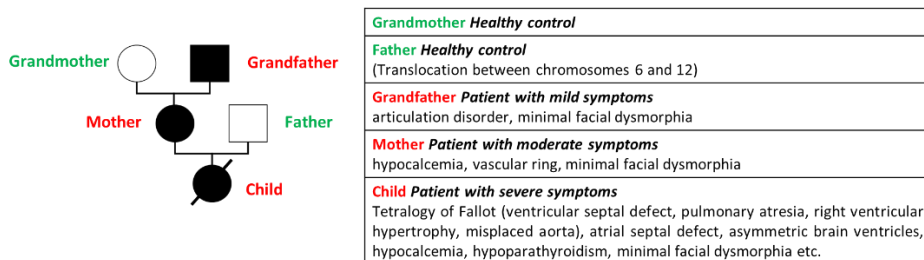 Grandmother
Grandfather
Mother
Father
Child
Grandmother Healthy control
Father Healthy control
(Translocation between chromosomes 6 and 12)
Grandfather Patient with mild symptoms
articulation disorder, minimal facial dysmorphia
Mother Patient with moderate symptoms
hypocalcemia, vascular ring, minimal facial dysmorphia
Child Patient with severe symptoms
Tetralogy of Fallot (ventricular septal defect, pulmonary atresia, right ventricular
hypertrophy, misplaced aorta), atrial septal defect, asymmetric brain ventricles,
hypocalcemia, hypoparathyroidism, minimal facial dysmorphia etc.